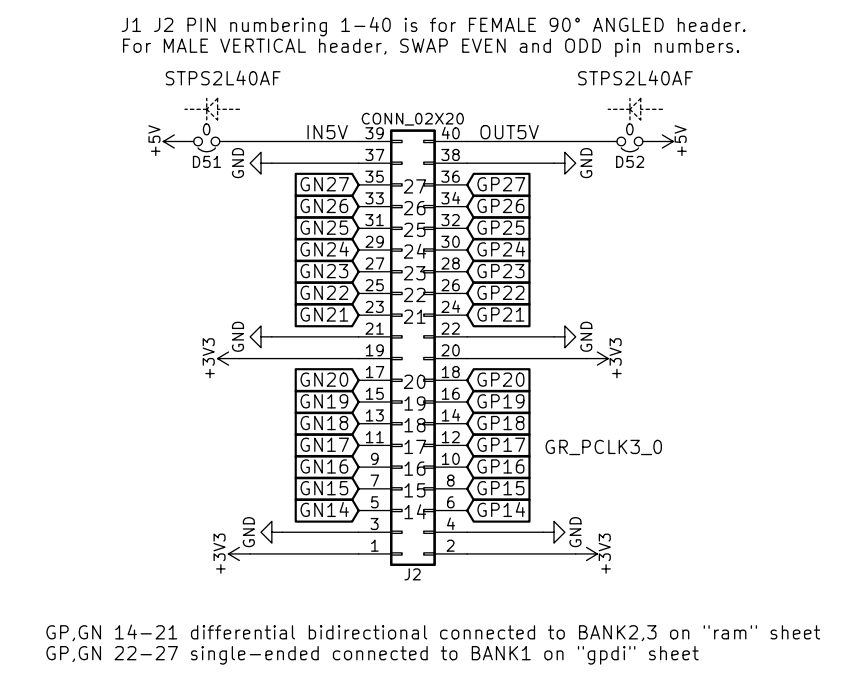 J1 J2 PIN numbering 1-40 is for FEMALE 90° ANGLED header.
For MALE VERTICAL header, SWAP EVEN and ODD pin numbers.
STPS2L40AF STPS2L40AF
CONN_02X20
+5V 0 D51 IN5V 39 40 OUT5V 0 D52 +5V
GND 37 38 GND
GN27 35 27 36 GP27
GN26 33 26 34 GP26
GN25 31 25 32 GP25
GN24 29 24 30 GP24
GN23 27 23 28 GP23
GN22 25 22 26 GP22
GN21 23 21 24 GP21
GND 21 22 GND
+3V3 19 20 +3V3
GN20 17 20 18 GP20
GN19 15 19 16 GP19
GN18 13 18 14 GP18
GN17 11 17 12 GP17 GR_PCLK3_0
GN16 9 16 10 GP16
GN15 7 15 8 GP15
GN14 5 14 6 GP14
GND 3 4 GND
+3V3 1 2 +3V3
J2
GP,GN 14-21 differential bidirectional connected to BANK2,3 on "ram" sheet
GP,GN 22-27 single-ended connected to BANK1 on "gpdi" sheet